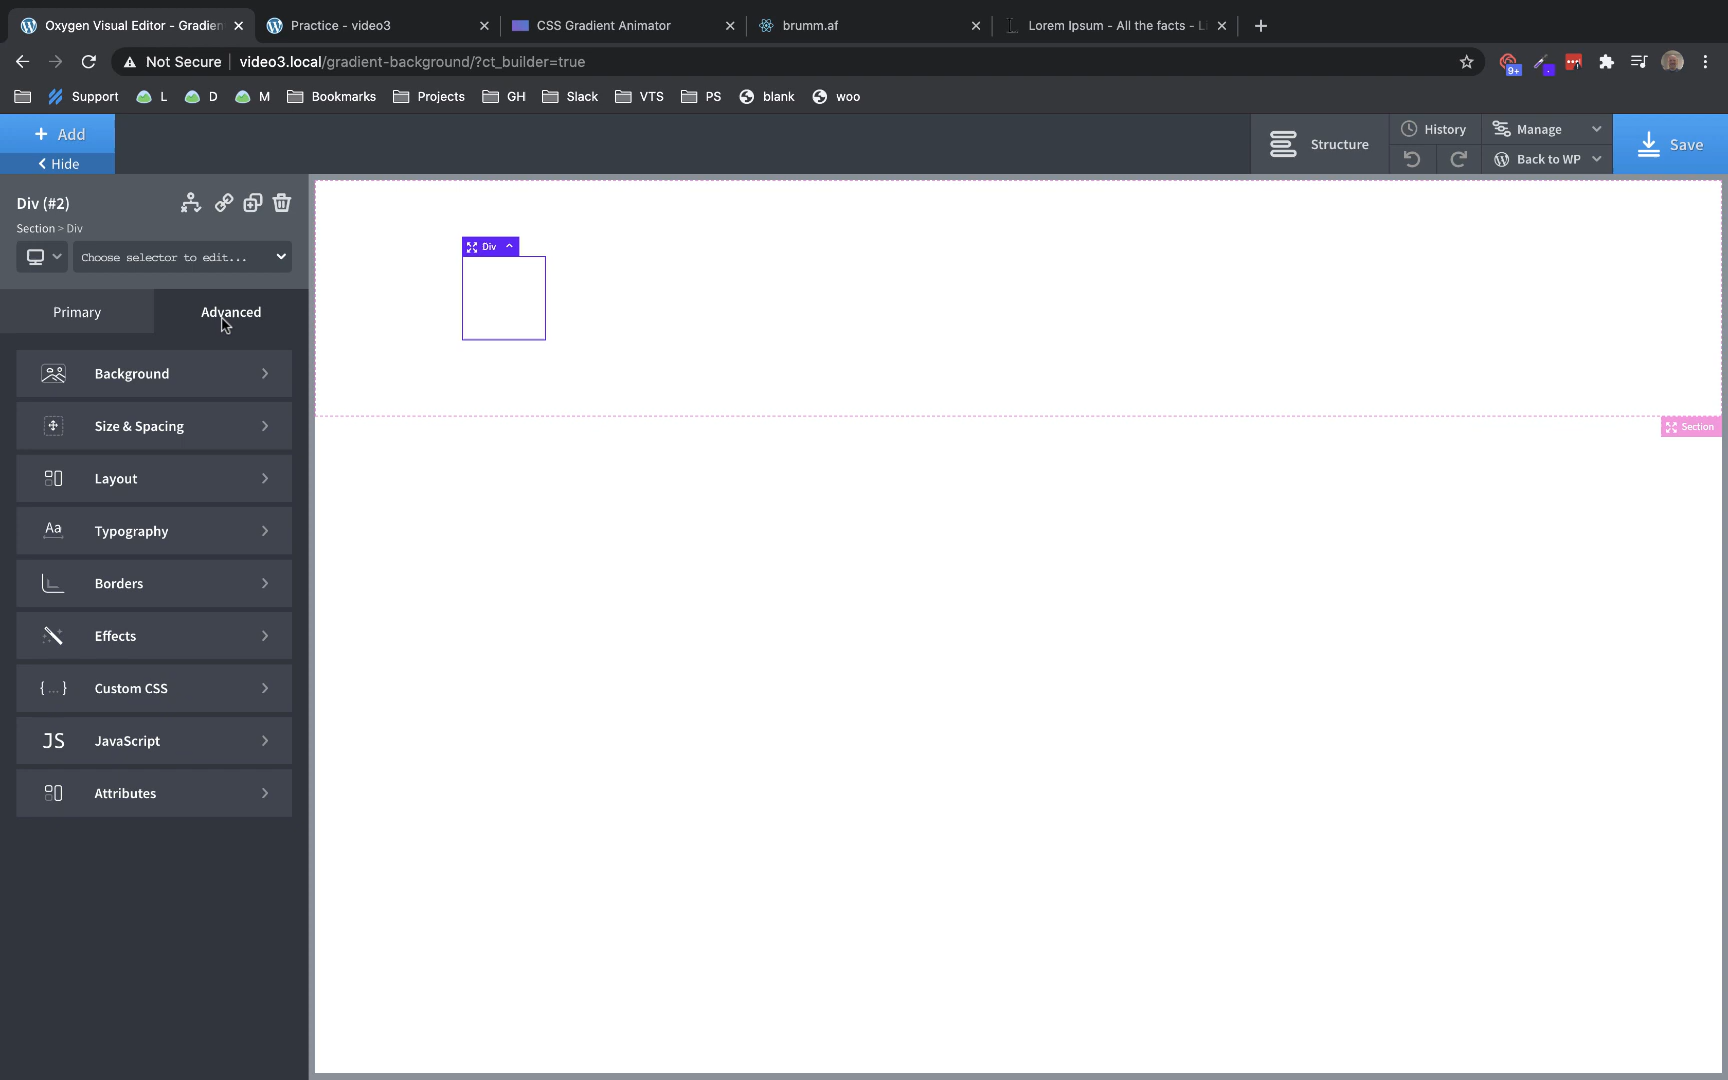 Oxygen Visual Editor - Gradien
Practice - video3
CSS Gradient Animator
brumm.af
Lorem Ipsum - All the facts - Li
Not Secure
video3.local/gradient-background/?ct_builder=true
9+
Support
L
D
M
Bookmarks
Projects
GH
Slack
VTS
PS
blank
woo
+ Add
Hide
Structure
History
Manage
Back to WP
Save
Div (#2)
Section > Div
Choose selector to edit...
Primary
Advanced
Background
Size & Spacing
Layout
Aa
Typography
Borders
Effects
{ ... }
Custom CSS
JS
JavaScript
Attributes
Div
Section